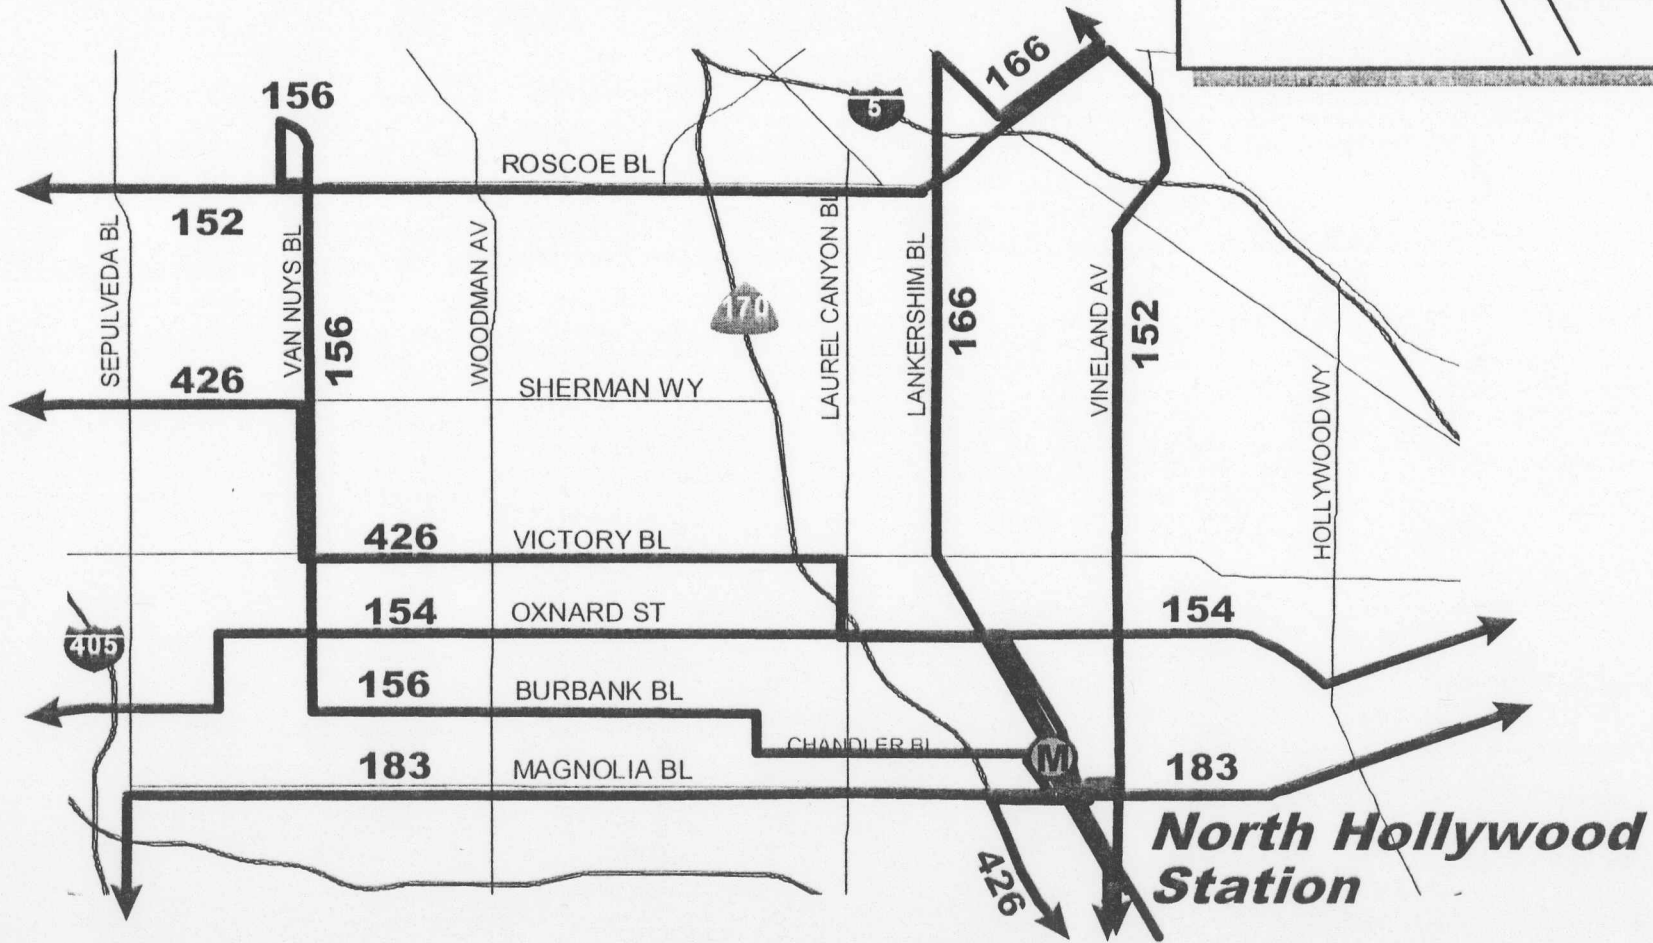 166
156
5
ROSCOE BL
152
SEPULVEDA BL
VAN NUYS BL
156
WOODMAN AV
170
LAUREL CANYON BL
LANKERSHIM BL
166
VINELAND AV
152
426
SHERMAN WY
HOLLYWOOD WY
426
VICTORY BL
154
OXNARD ST
154
405
156
BURBANK BL
CHANDLER BL
M
183
MAGNOLIA BL
183
North Hollywood
Station
426